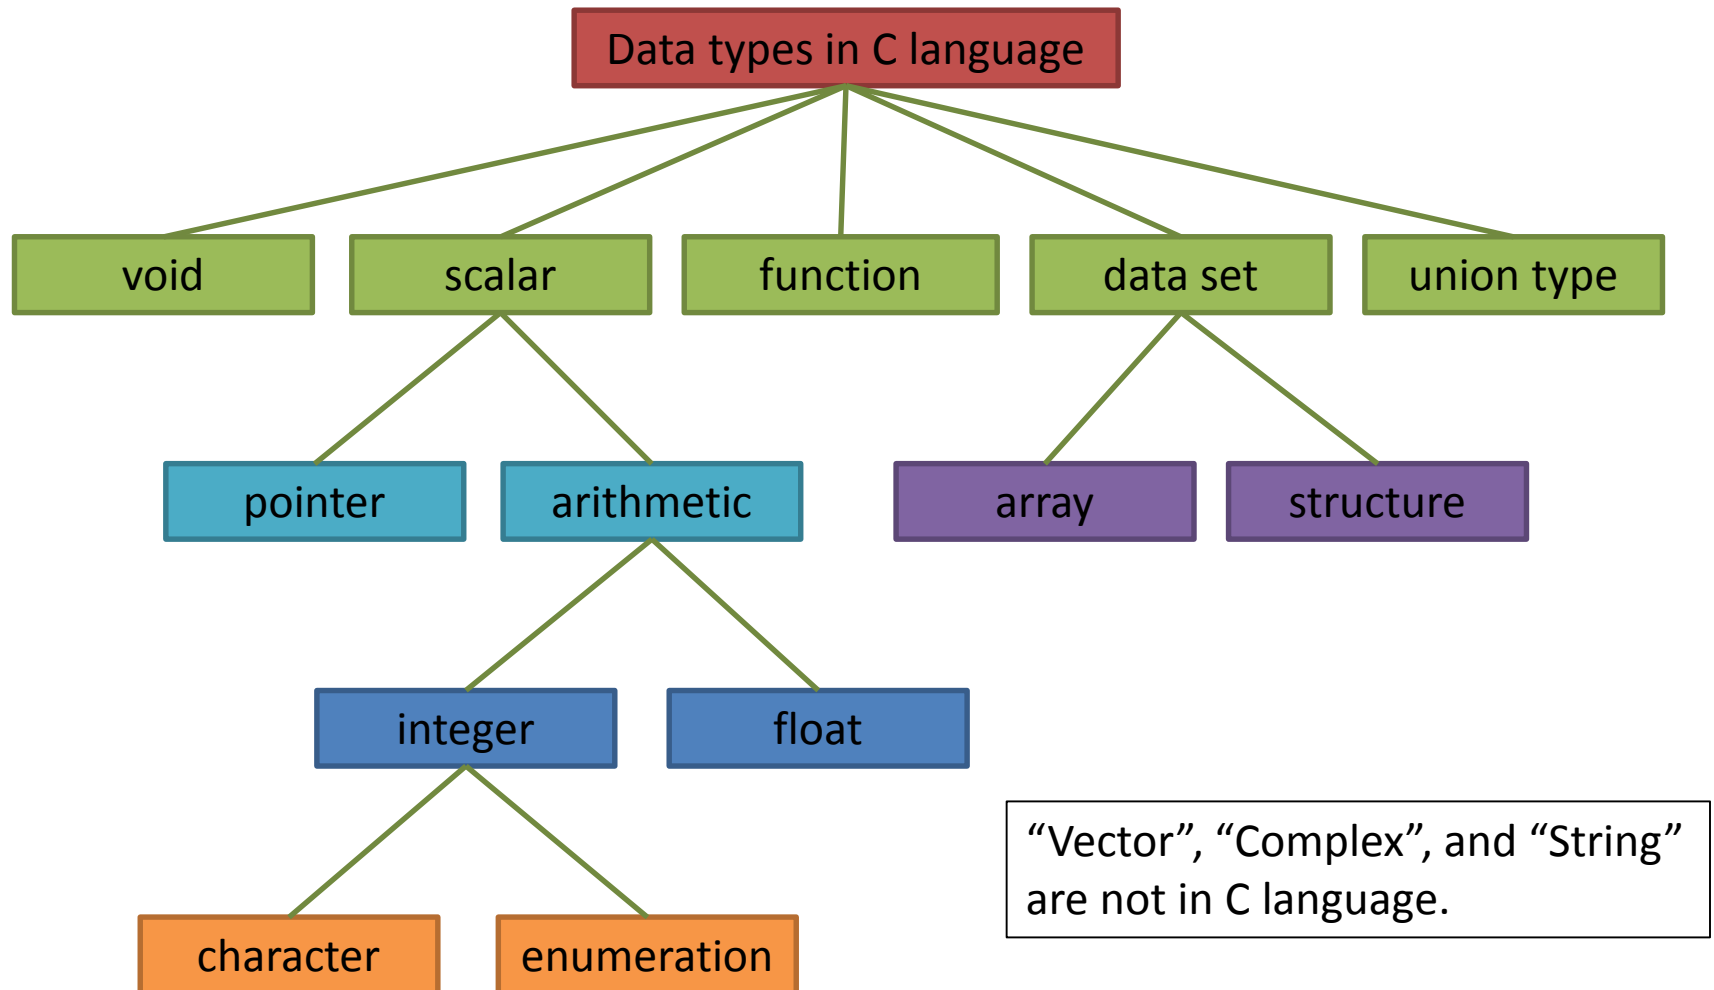 Data types in C language
void
scalar
function
data set
union type
pointer
arithmetic
array
structure
integer
float
“Vector”, “Complex”, and “String”
are not in C language.
character
enumeration